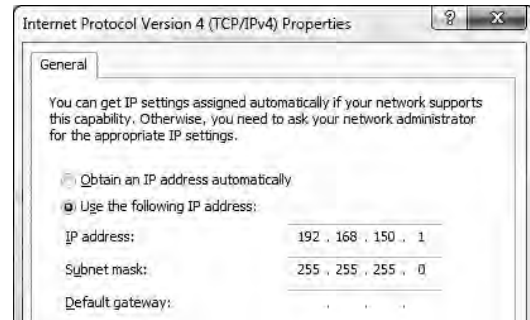 Internet Protocol Version 4 (TCP/IPv4) Properties
? X
General
You can get IP settings assigned automatically if your network supports
this capability. Otherwise, you need to ask your network administrator
for the appropriate IP settings.
Obtain an IP address automatically
Use the following IP address:
IP address: 192 . 168 . 150 . 1
Subnet mask: 255 . 255 . 255 . 0
Default gateway: . . .